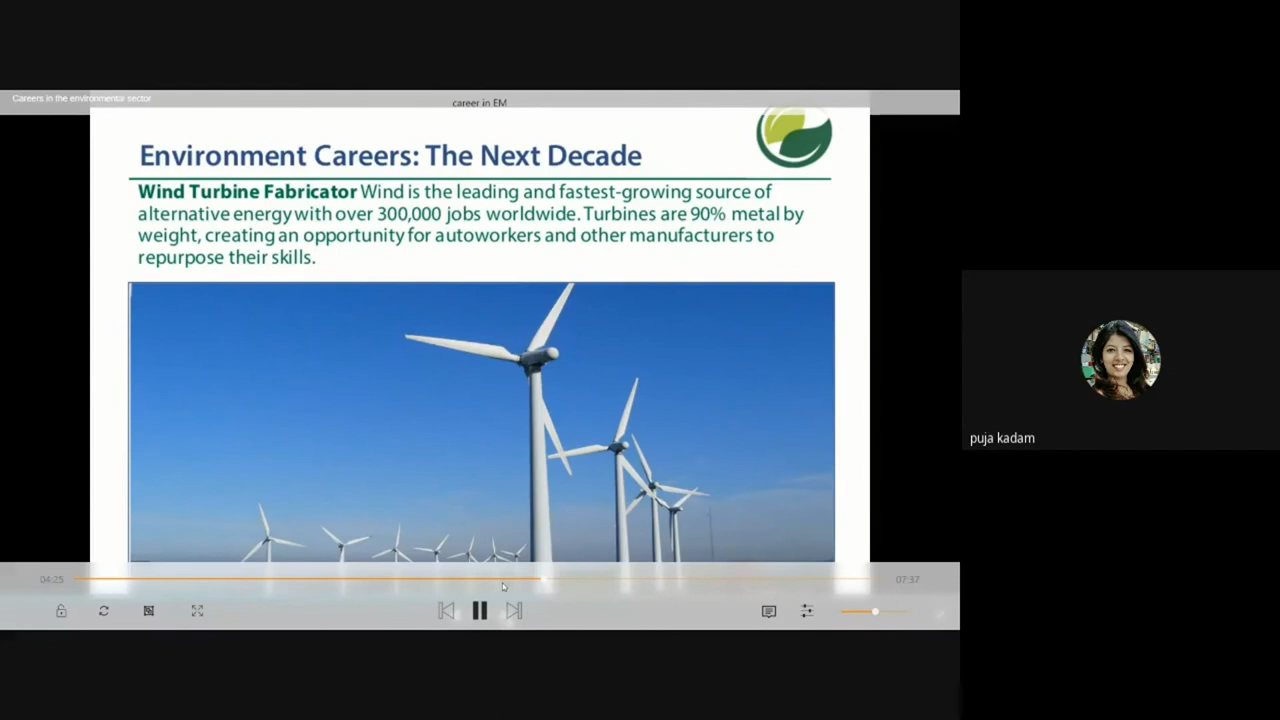 Careers in the environmental sector
career in EM
Environment Careers: The Next Decade
Wind Turbine Fabricator Wind is the leading and fastest-growing source of
alternative energy with over 300,000 jobs worldwide. Turbines are 90% metal by
weight, creating an opportunity for autoworkers and other manufacturers to
repurpose their skills.
puja kadam
04:25
07:37